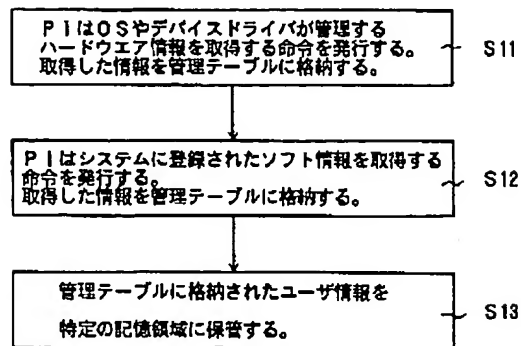 PIはOSやデバイスドライバが管理する
ハードウエア情報を取得する命令を発行する。
取得した情報を管理テーブルに格納する。
S11
PIはシステムに登録されたソフト情報を取得する
命令を発行する。
取得した情報を管理テーブルに格納する。
S12
管理テーブルに格納されたユーザ情報を
特定の記憶領域に保管する。
S13